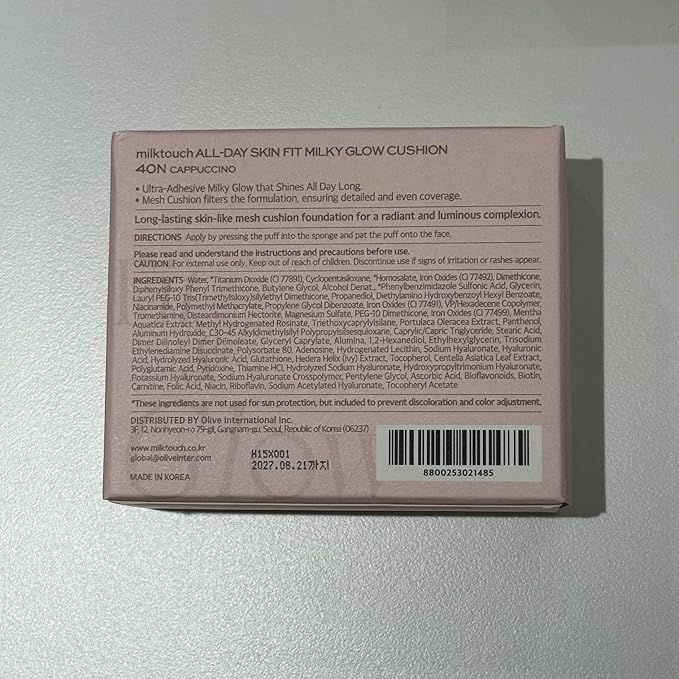 milktouch ALL-DAY SKIN FIT MILKY GLOW CUSHION
40N CAPPUCCINO
• Ultra-Adhesive Milky Glow that Shines All Day Long.
• Mesh Cushion filters the formulation, ensuring detailed and even coverage.
Long-lasting skin-like mesh cushion foundation for a radiant and luminous complexion.
DIRECTIONS Apply by pressing the puff into the sponge and pat the puff onto the face.
Please read and understand the instructions and precautions before use.
CAUTION For external use only. Keep out of reach of children. Discontinue use if signs of irritation or rashes appear.
INGREDIENTS Water, *Titanium Dioxide (CI 77891), Cyclopentasiloxane, *Homosalate, Iron Oxides (CI 77492), Dimethicone,
Diphenylsiloxy Phenyl Trimethicone, Butylene Glycol, Alcohol Denat., *Phenylbenzimidazole Sulfonic Acid, Glycerin,
Lauryl PEG-10 Tris(Trimethylsiloxy)silylethyl Dimethicone, Propanediol, Diethylamino Hydroxybenzoyl Hexyl Benzoate,
Niacinamide, Polymethyl Methacrylate, Propylene Glycol Dibenzoate, Iron Oxides (CI 77491), VP/Hexadecene Copolymer,
Tromethamine, Disteardimonium Hectorite, Magnesium Sulfate, PEG-10 Dimethicone, Iron Oxides (CI 77499), Mentha
Aquatica Extract, Methyl Hydrogenated Rosinate, Triethoxycaprylylsilane, Portulaca Oleracea Extract, Panthenol,
Aluminum Hydroxide, C30-45 Alkyldimethylsilyl Polypropylsilsesquioxane, Caprylic/Capric Triglyceride, Stearic Acid,
Dimer Dilinoleyl Dimer Dilinoleate, Glyceryl Caprylate, Alumina, 1,2-Hexanediol, Ethylhexylglycerin, Trisodium
Ethylenediamine Disuccinate, Polysorbate 80, Adenosine, Hydrogenated Lecithin, Sodium Hyaluronate, Hyaluronic
Acid, Hydrolyzed Hyaluronic Acid, Glutathione, Hedera Helix (Ivy) Extract, Tocopherol, Centella Asiatica Leaf Extract,
Polyglutamic Acid, Pyridoxine, Thiamine HCl, Hydrolyzed Sodium Hyaluronate, Hydroxypropyltrimonium Hyaluronate,
Potassium Hyaluronate, Sodium Hyaluronate Crosspolymer, Pentylene Glycol, Ascorbic Acid, Bioflavonoids, Biotin,
Carnitine, Folic Acid, Niacin, Riboflavin, Sodium Acetylated Hyaluronate, Tocopheryl Acetate
*These ingredients are not used for sun protection, but included to prevent discoloration and color adjustment.
DISTRIBUTED BY Olive International Inc.
3F, 12, Nonhyeon-ro 79-gil, Gangnam-gu, Seoul, Republic of Korea (06237)
www.milktouch.co.kr
global@oliveinter.com
MADE IN KOREA
H15X001
2027.08.21까지
8800253021485